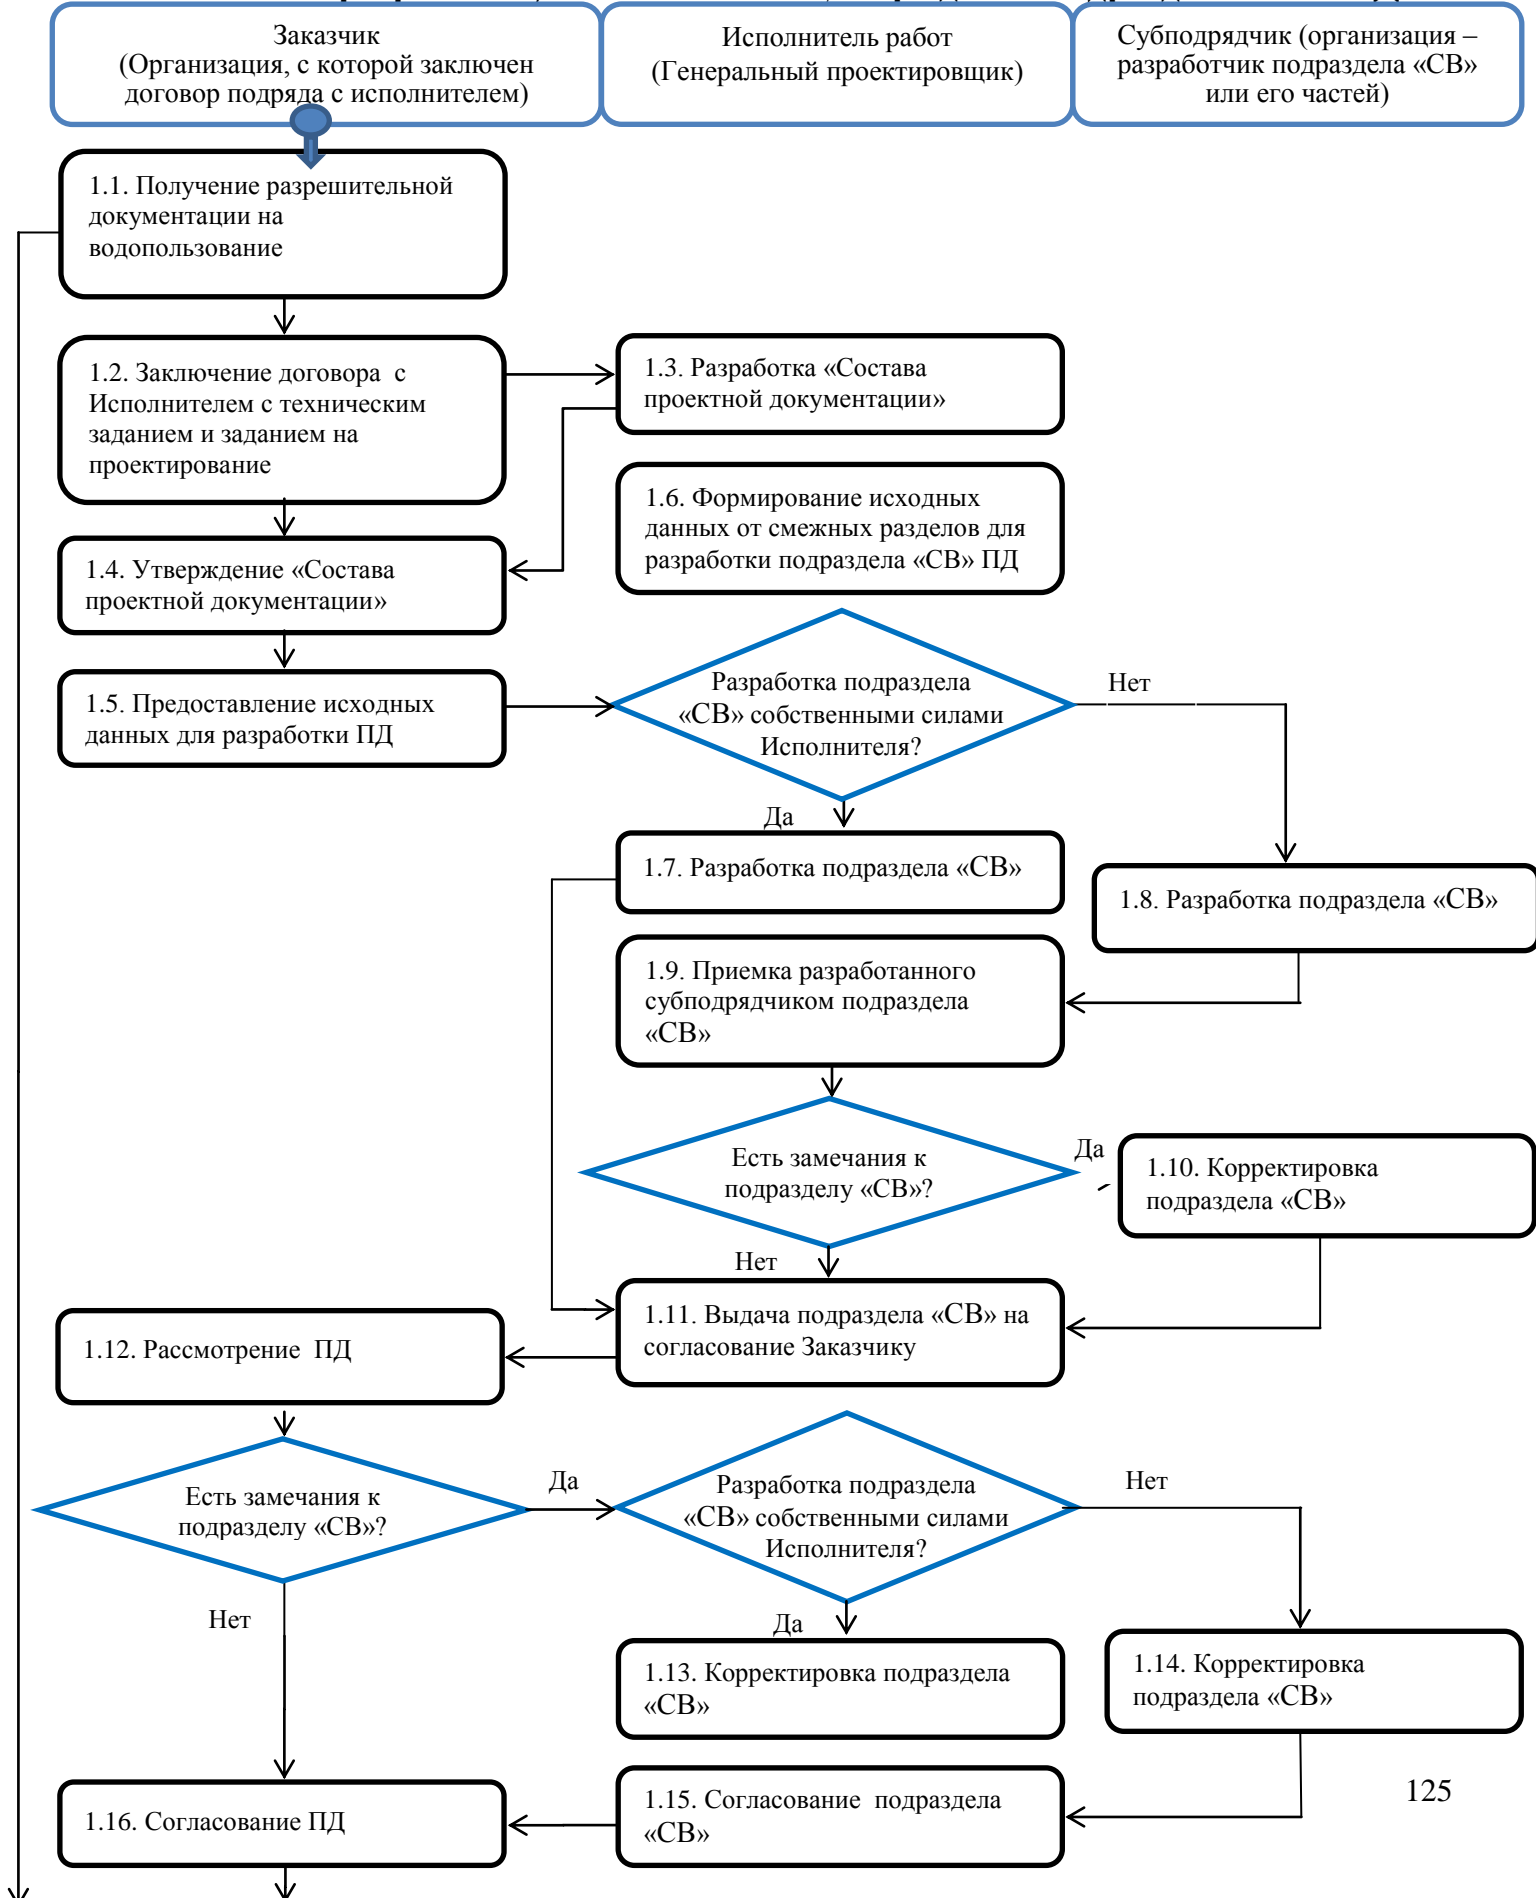 Заказчик
(Организация, с которой заключен
договор подряда с исполнителем)
Исполнитель работ
(Генеральный проектировщик)
Субподрядчик (организация –
разработчик подраздела «СВ»
или его частей)
1.1. Получение разрешительной
документации на
водопользование
1.2. Заключение договора с
Исполнителем с техническим
заданием и заданием на
проектирование
1.3. Разработка «Состава
проектной документации»
1.6. Формирование исходных
данных от смежных разделов для
разработки подраздела «СВ» ПД
1.4. Утверждение «Состава
проектной документации»
1.5. Предоставление исходных
данных для разработки ПД
Разработка подраздела
«СВ» собственными силами
Исполнителя?
Нет
Да
1.7. Разработка подраздела «СВ»
1.8. Разработка подраздела «СВ»
1.9. Приемка разработанного
субподрядчиком подраздела
«СВ»
Есть замечания к
подразделу «СВ»?
Да
1.10. Корректировка
подраздела «СВ»
Нет
1.11. Выдача подраздела «СВ» на
согласование Заказчику
1.12. Рассмотрение ПД
Есть замечания к
подразделу «СВ»?
Да
Разработка подраздела
«СВ» собственными силами
Исполнителя?
Нет
Нет
Да
1.13. Корректировка подраздела
«СВ»
1.14. Корректировка
подраздела «СВ»
1.15. Согласование подраздела
«СВ»
1.16. Согласование ПД
125